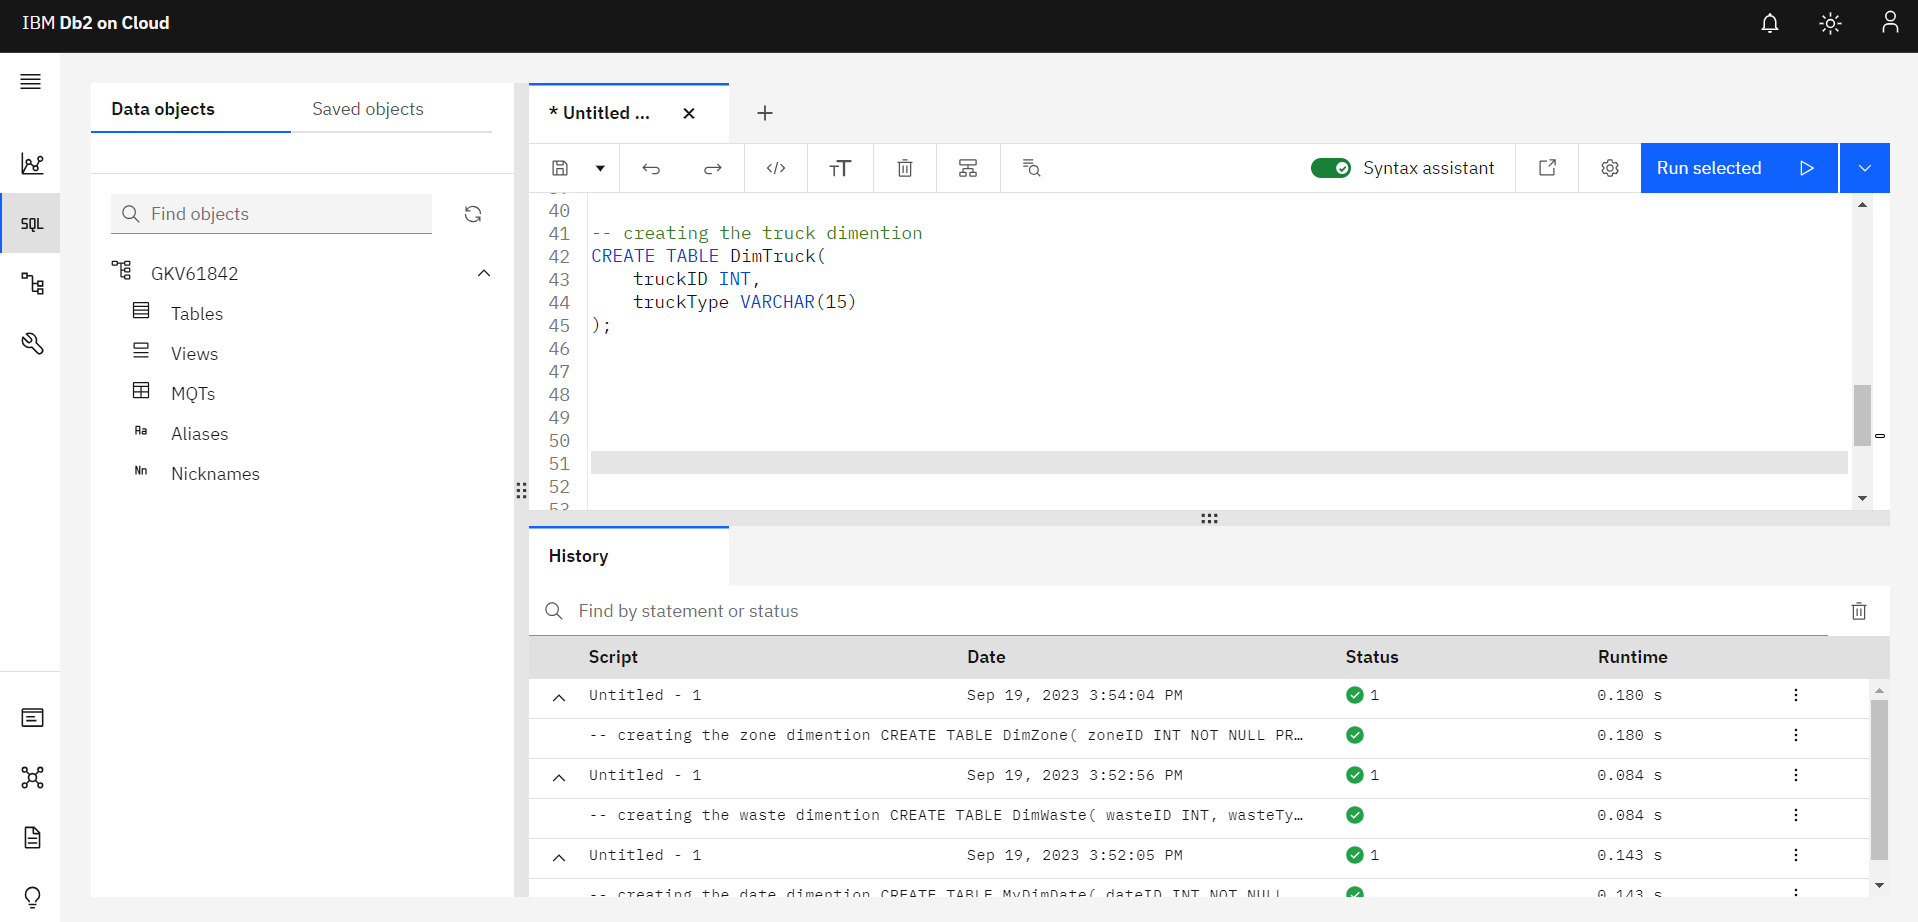 IBM Db2 on Cloud
Data objects
Saved objects
* Untitled ...
SQL
Find objects
GKV61842
Tables
Views
MQTs
Aa Aliases
Nn Nicknames
Syntax assistant
Run selected
40
41 -- creating the truck dimention
42 CREATE TABLE DimTruck(
43 truckID INT,
44 truckType VARCHAR(15)
45 );
46
47
48
49
50
51
52
53
History
Find by statement or status
Script Date Status Runtime
Untitled - 1 Sep 19, 2023 3:54:04 PM 1 0.180 s
-- creating the zone dimention CREATE TABLE DimZone( zoneID INT NOT NULL PR… 0.180 s
Untitled - 1 Sep 19, 2023 3:52:56 PM 1 0.084 s
-- creating the waste dimention CREATE TABLE DimWaste( wasteID INT, wasteTy… 0.084 s
Untitled - 1 Sep 19, 2023 3:52:05 PM 1 0.143 s
-- creating the date dimention CREATE TABLE MyDimDate( dateID INT NOT NULL 0.143 s